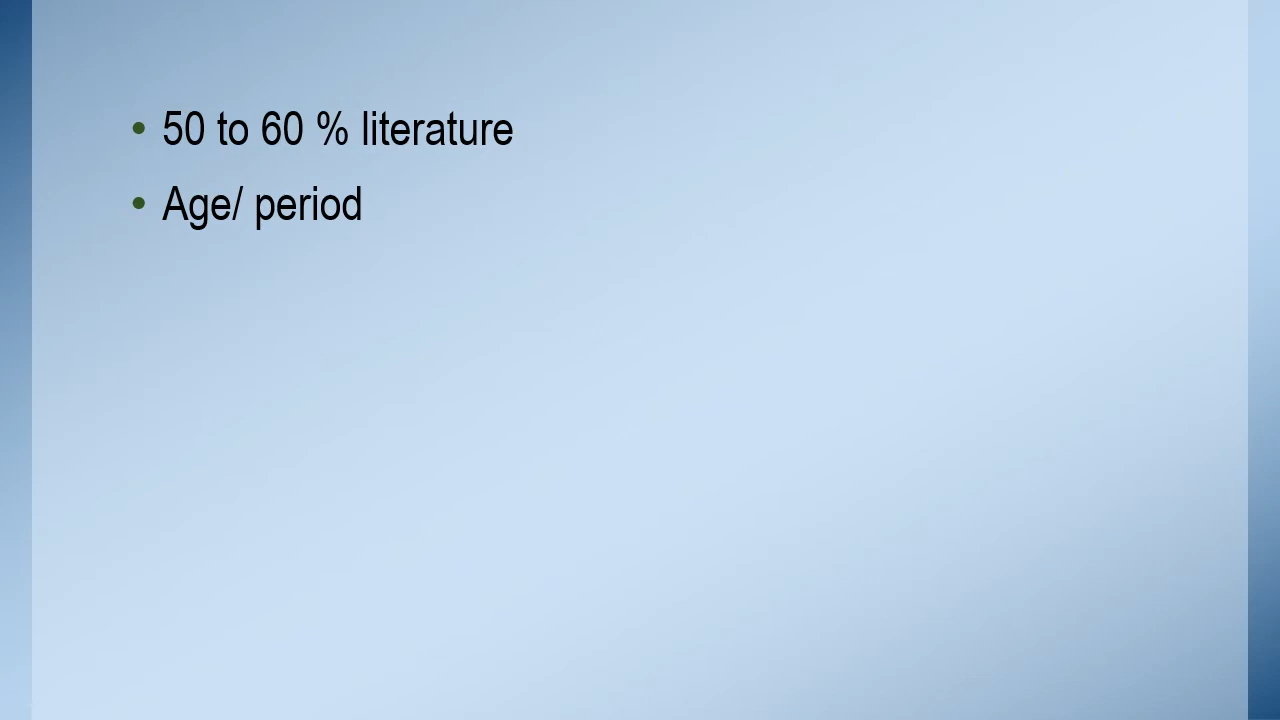 • 50 to 60 % literature
• Age/ period